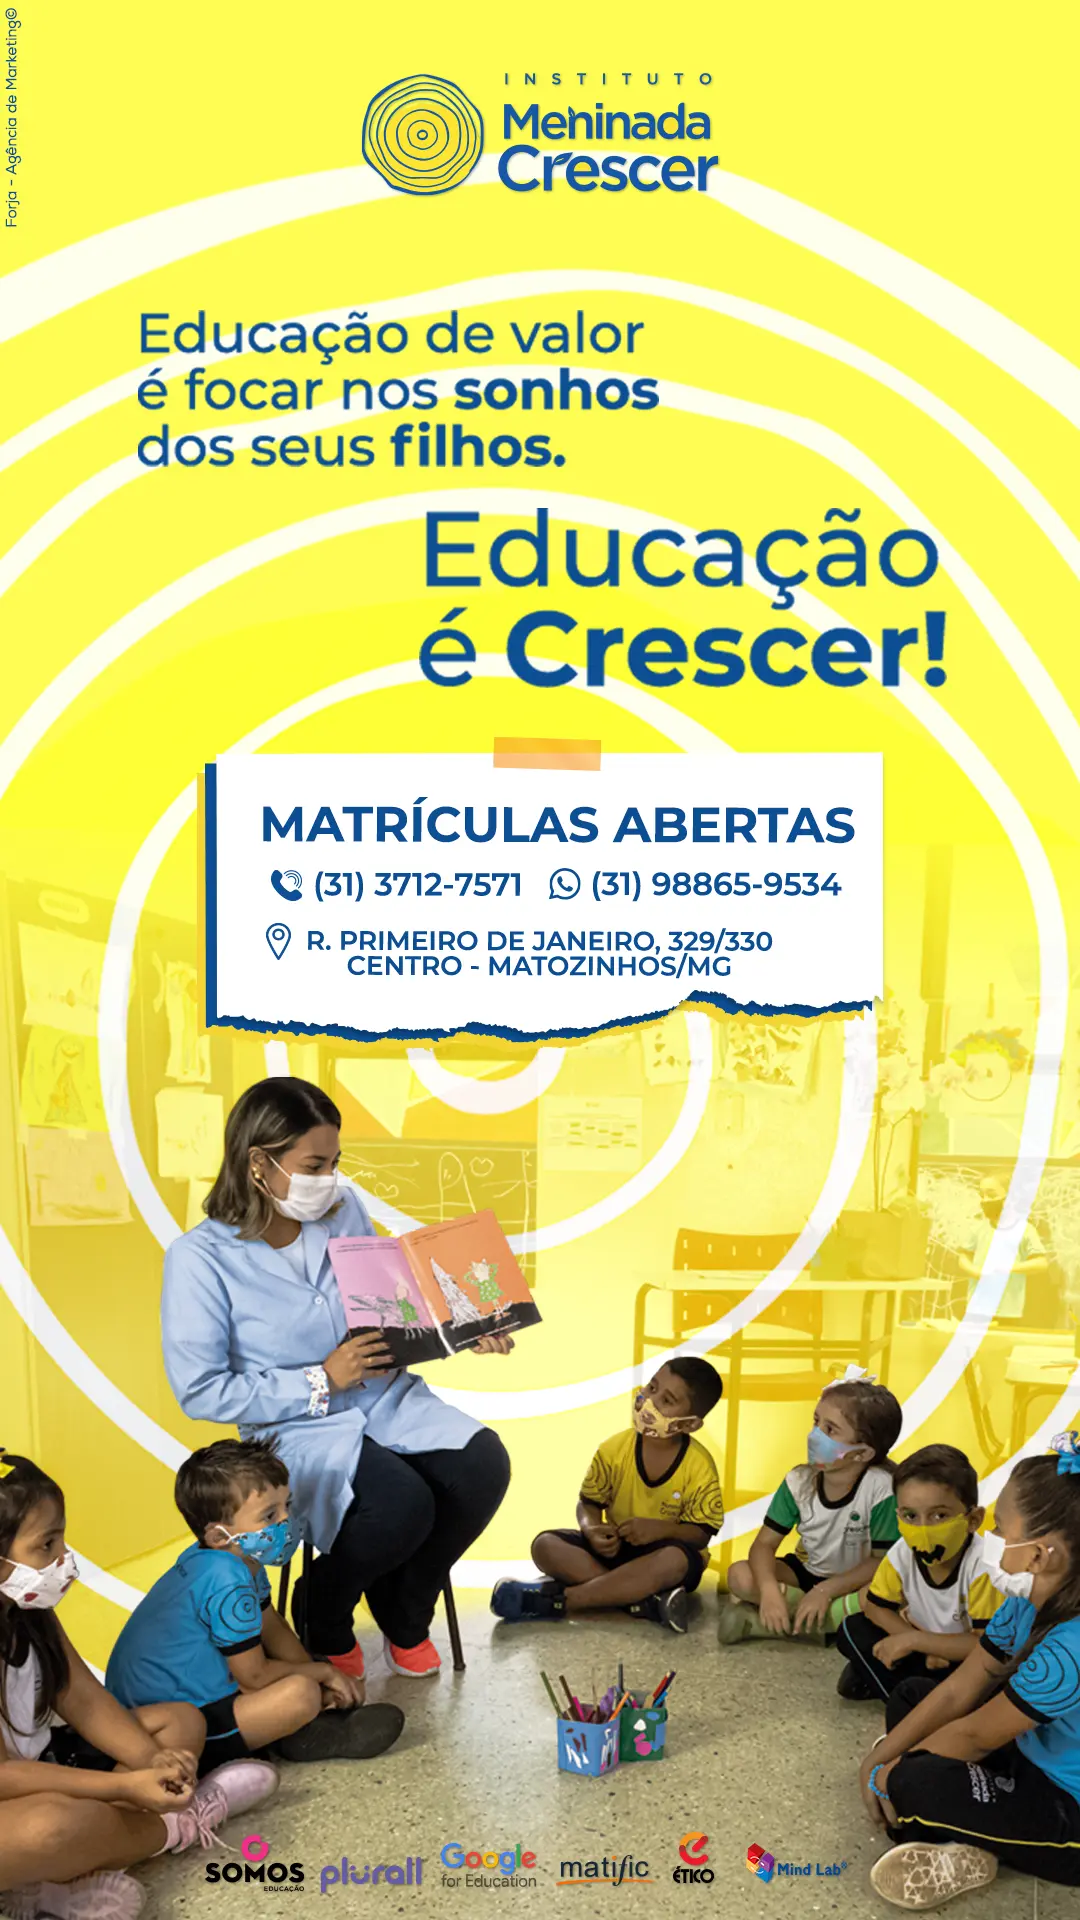 Forja - Agência de Marketing©
INSTITUTO
Meninada
Crescer
Educação de valor
é focar nos sonhos
dos seus filhos.
Educação
é Crescer!
MATRÍCULAS ABERTAS
(31) 3712-7571 (31) 98865-9534
R. PRIMEIRO DE JANEIRO, 329/330
CENTRO - MATOZINHOS/MG
SOMOS
EDUCAÇÃO
plurall
Google
for Education
matific
ÉTICO
Mind Lab®